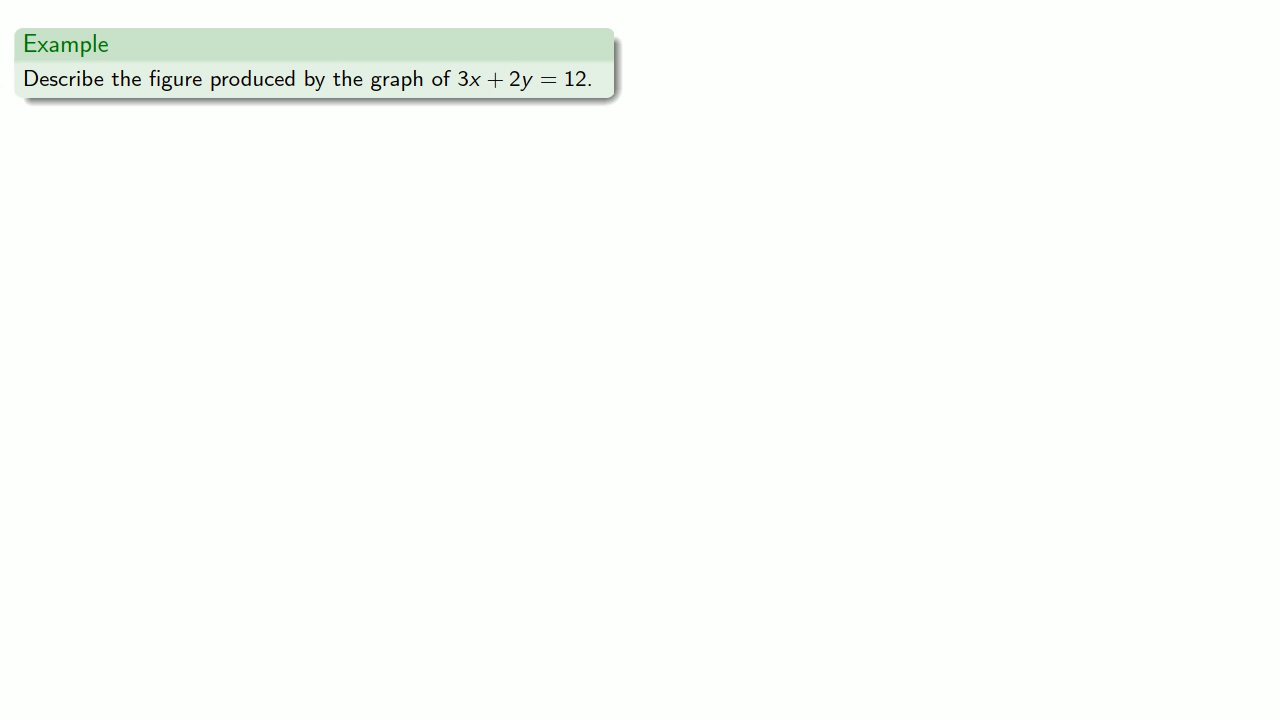 Example
Describe the figure produced by the graph of 3x + 2y = 12.